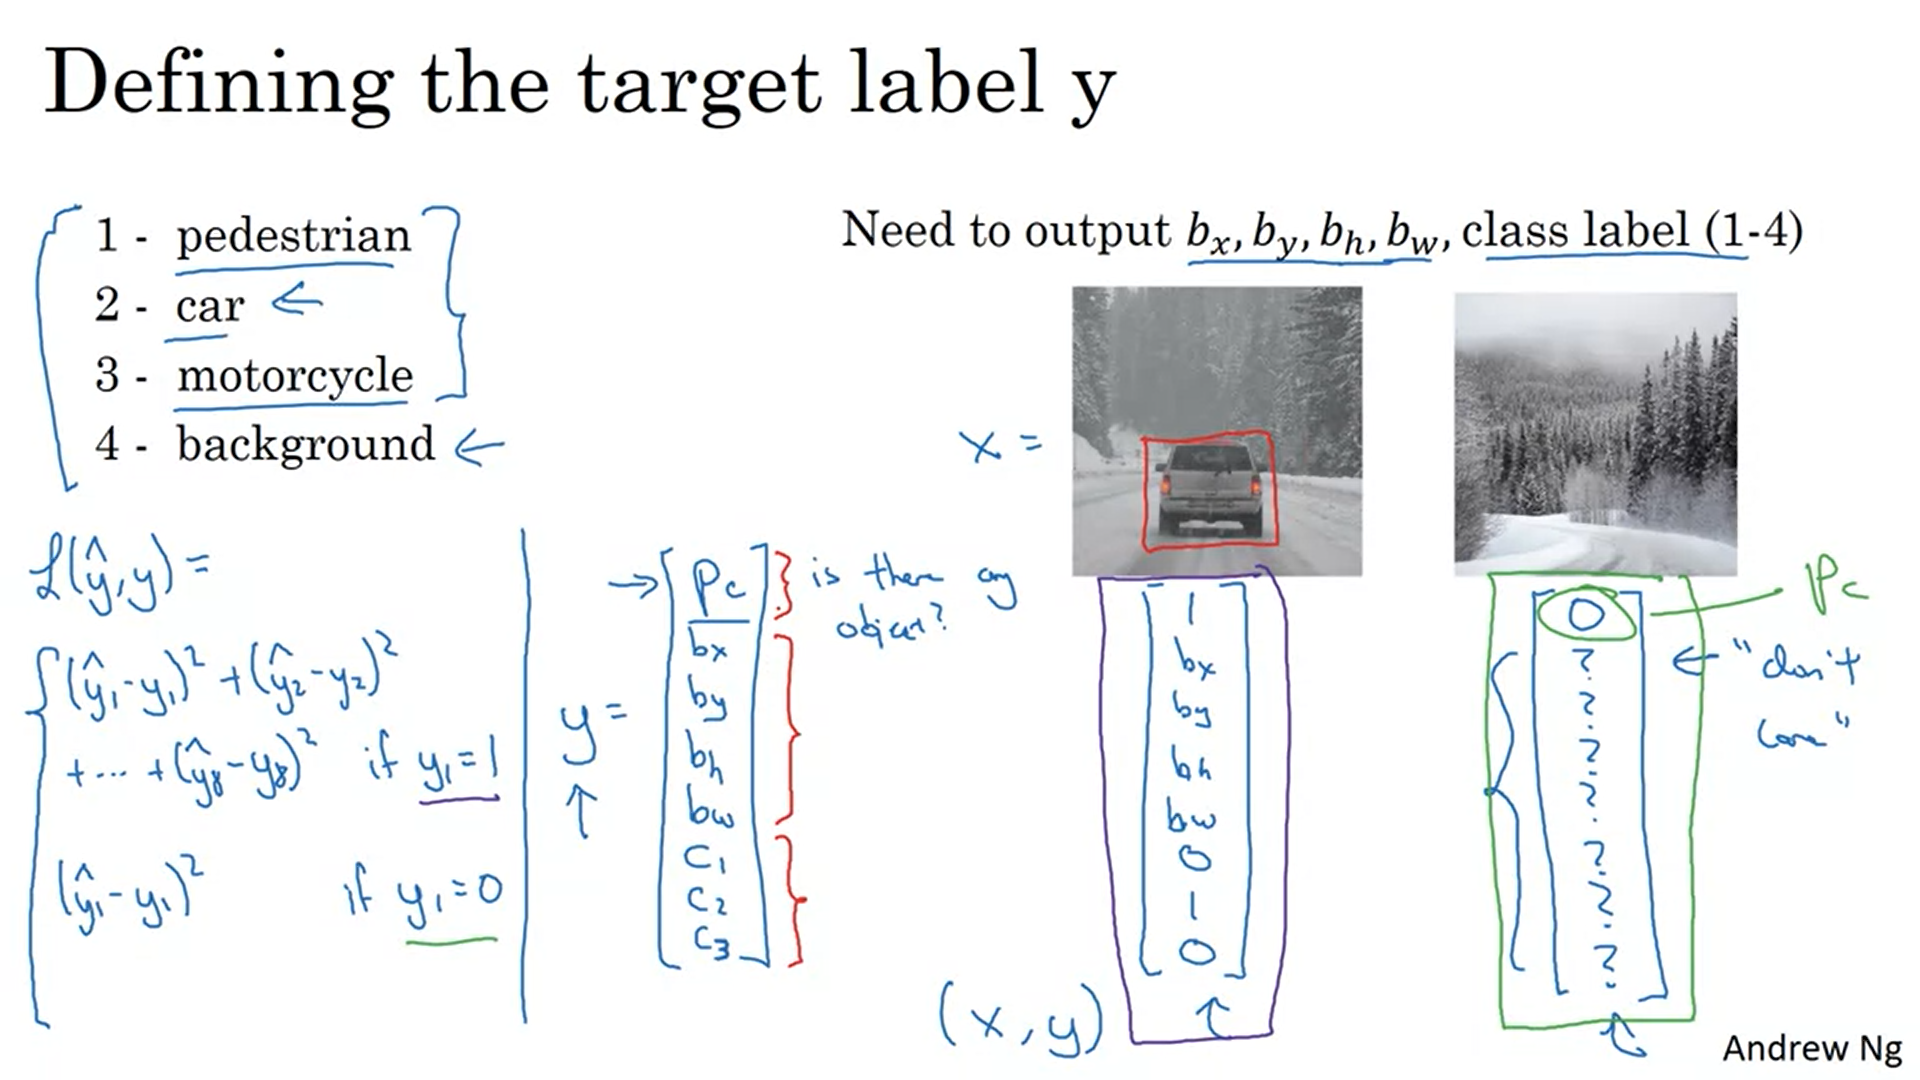 Defining the target label y
1 - pedestrian
2 - car ←
3 - motorcycle
4 - background ←
Need to output bₓ, b_y, b_h, b_w, class label (1-4)
x =
ℒ(ŷ,y) =
(ŷ₁-y₁)² + (ŷ₂-y₂)²
+ ... + (ŷ₈-y₈)² if y₁=1
(ŷ₁-y₁)² if y₁=0
y =
→ Pc
bx
by
bh
bw
C₁
C₂
C₃
is there any
object?
1
bx
by
bh
bw
0
1
0
(x, y)
0
?
?
?
?
?
?
?
Pc
← "don't
care"
Andrew Ng